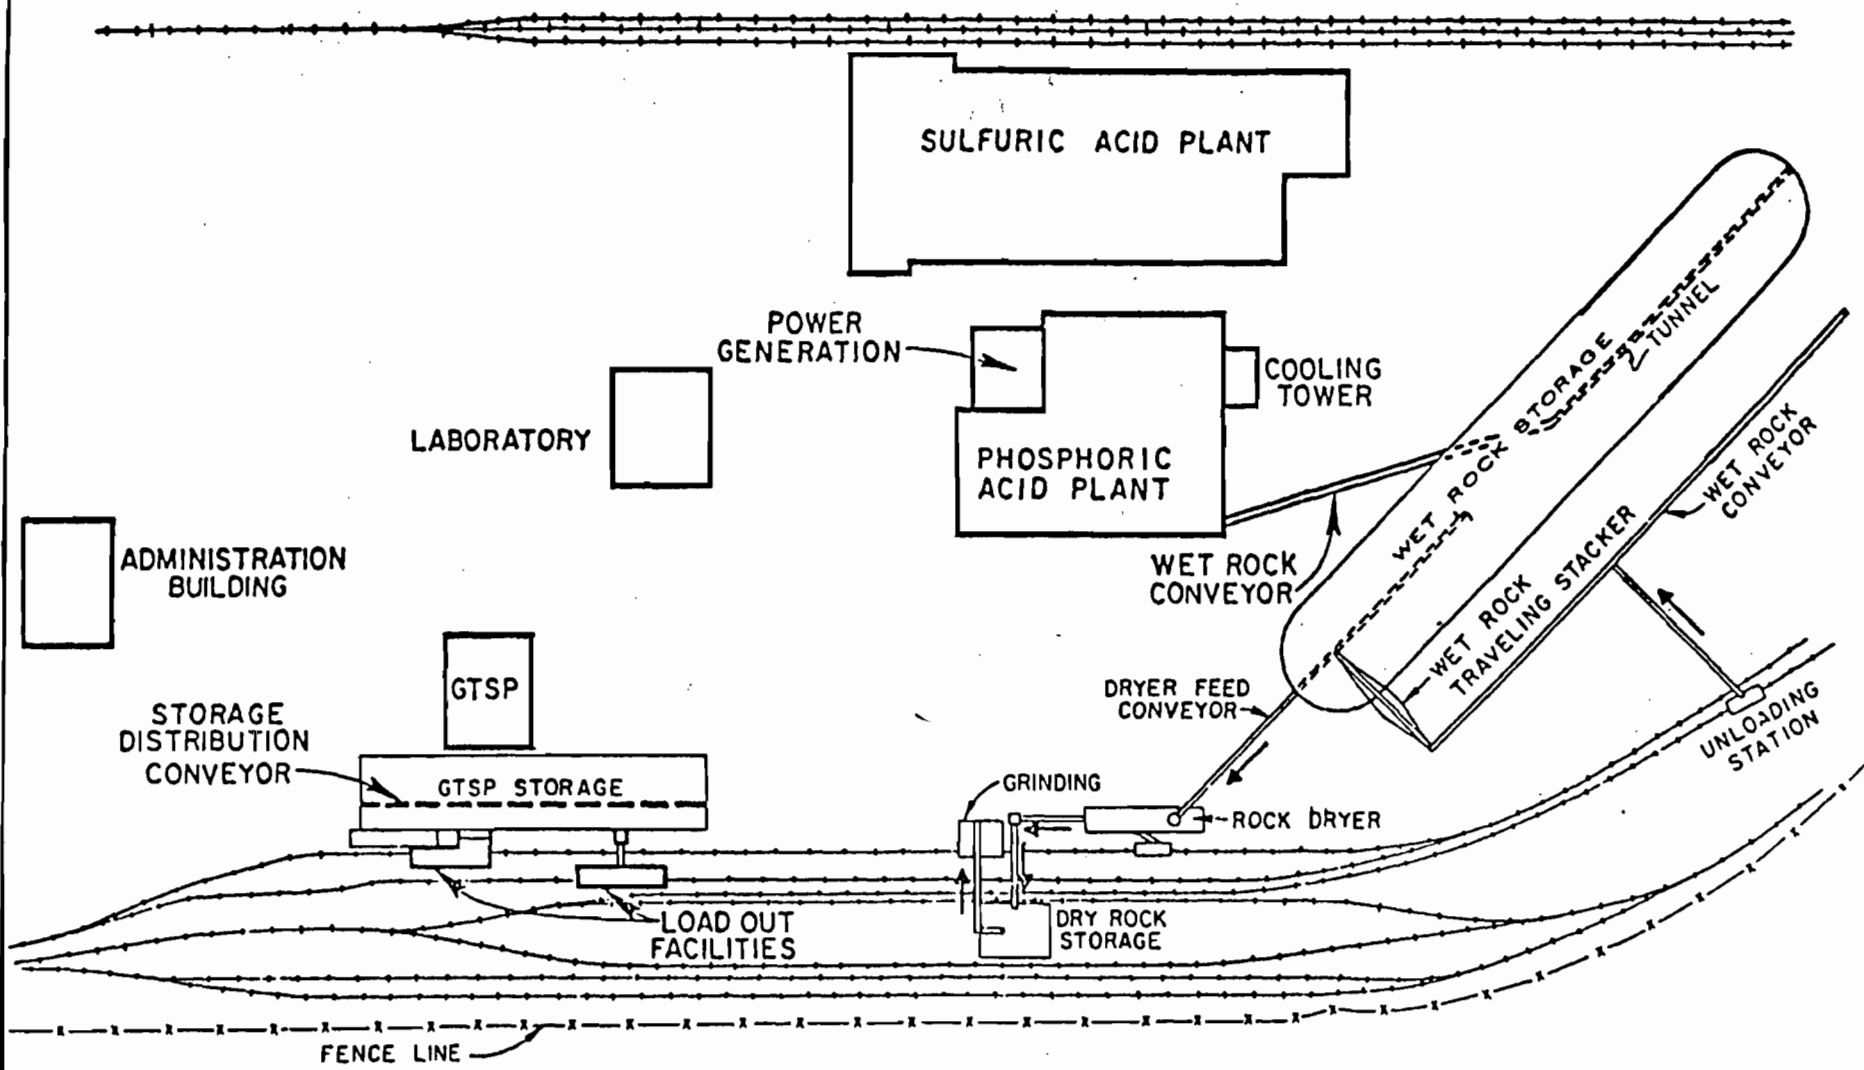 SULFURIC ACID PLANT
POWER
GENERATION
COOLING
TOWER
LABORATORY
PHOSPHORIC
ACID PLANT
WET ROCK STORAGE
TUNNEL
WET ROCK
CONVEYOR
WET ROCK
CONVEYOR
WET ROCK
TRAVELING STACKER
ADMINISTRATION
BUILDING
GTSP
STORAGE
DISTRIBUTION
CONVEYOR
GTSP STORAGE
DRYER FEED
CONVEYOR
UNLOADING
STATION
GRINDING
ROCK DRYER
LOAD OUT
FACILITIES
DRY ROCK
STORAGE
FENCE LINE